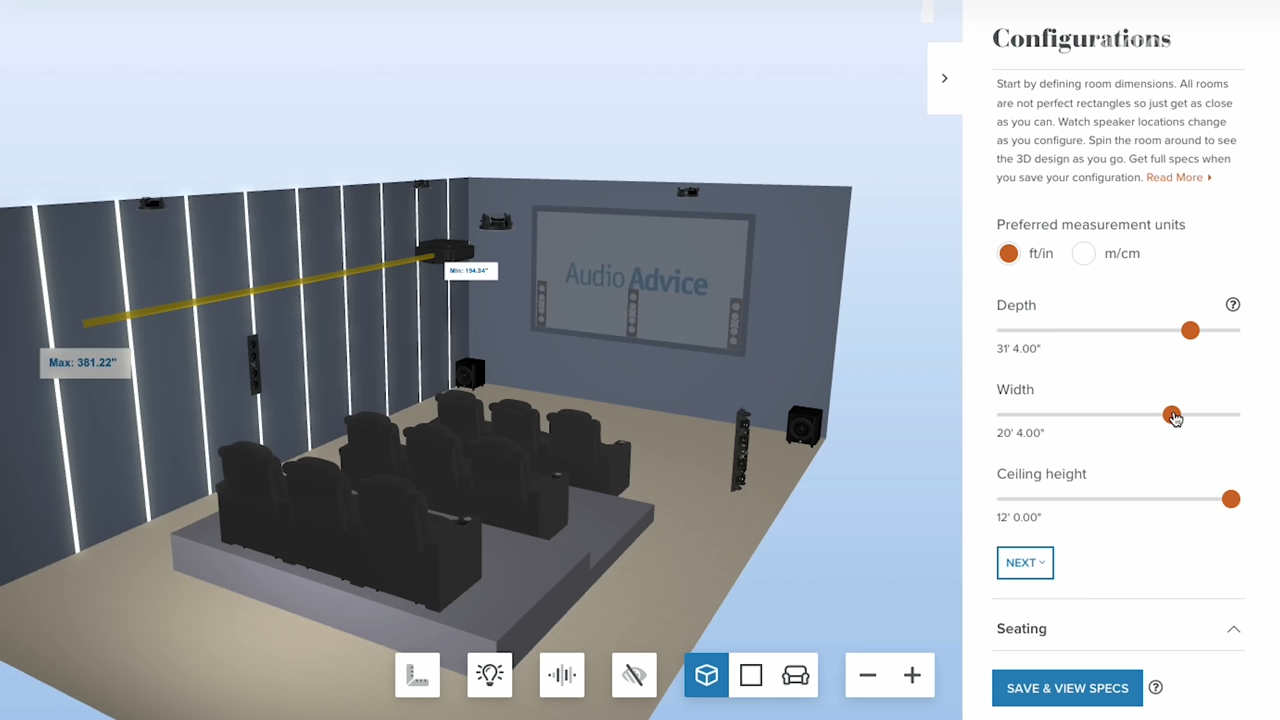 Configurations
Start by defining room dimensions. All rooms
are not perfect rectangles so just get as close
as you can. Watch speaker locations change
as you configure. Spin the room around to see
the 3D design as you go. Get full specs when
you save your configuration. Read More
Preferred measurement units
ft/in m/cm
Depth
31' 4.00"
Width
20' 4.00"
Ceiling height
12' 0.00"
NEXT
Seating
SAVE & VIEW SPECS
Audio Advice
Min: 194.34"
Max: 381.22"